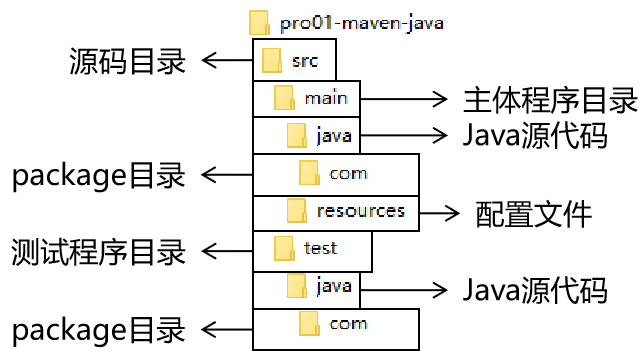 pro01-maven-java
源码目录
src
main
主体程序目录
java
Java源代码
package目录
com
resources
配置文件
测试程序目录
test
java
Java源代码
package目录
com